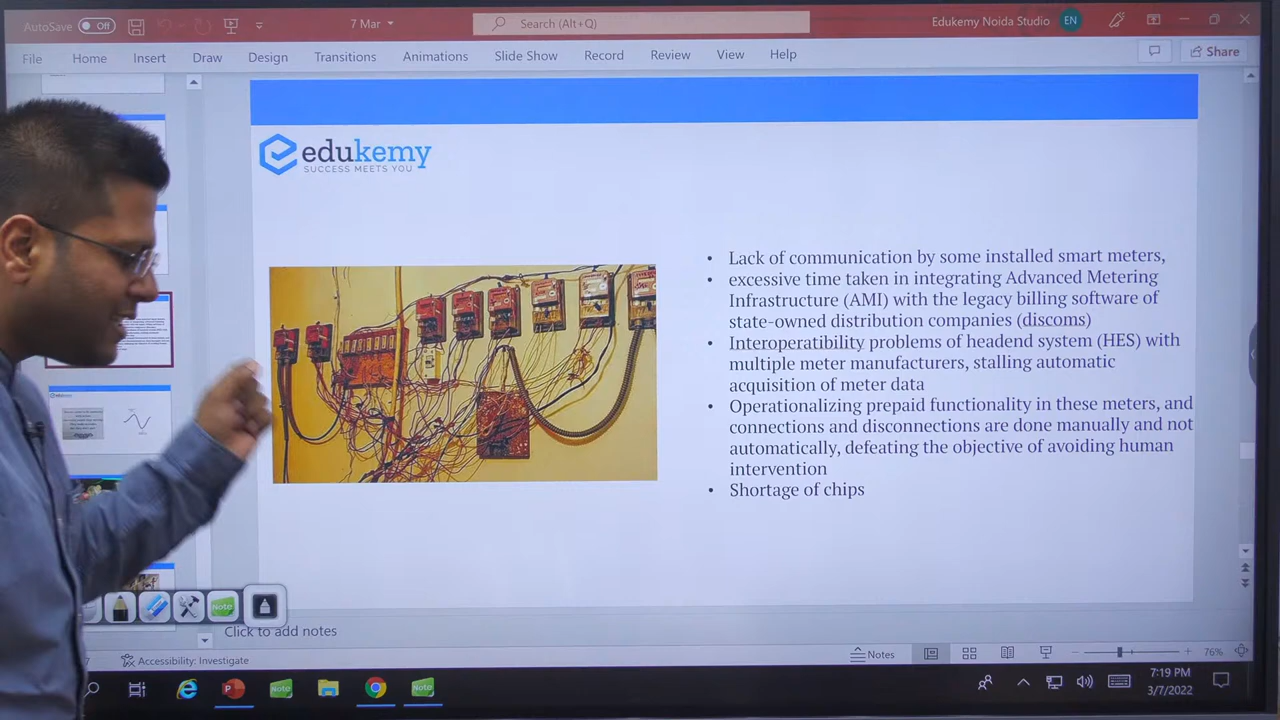 AutoSave Off 7 Mar Search (Alt+Q) Edukemy Noida Studio EN
File Home Insert Draw Design Transitions Animations Slide Show Record Review View Help Share
edukemy
SUCCESS MEETS YOU
• Lack of communication by some installed smart meters,
• excessive time taken in integrating Advanced Metering
Infrastructure (AMI) with the legacy billing software of
state-owned distribution companies (discoms)
• Interoperatibility problems of headend system (HES) with
multiple meter manufacturers, stalling automatic
acquisition of meter data
• Operationalizing prepaid functionality in these meters, and
connections and disconnections are done manually and not
automatically, defeating the objective of avoiding human
intervention
• Shortage of chips
Note
Click to add notes
Accessibility: Investigate Notes 76%
Note Note 7:19 PM
3/7/2022